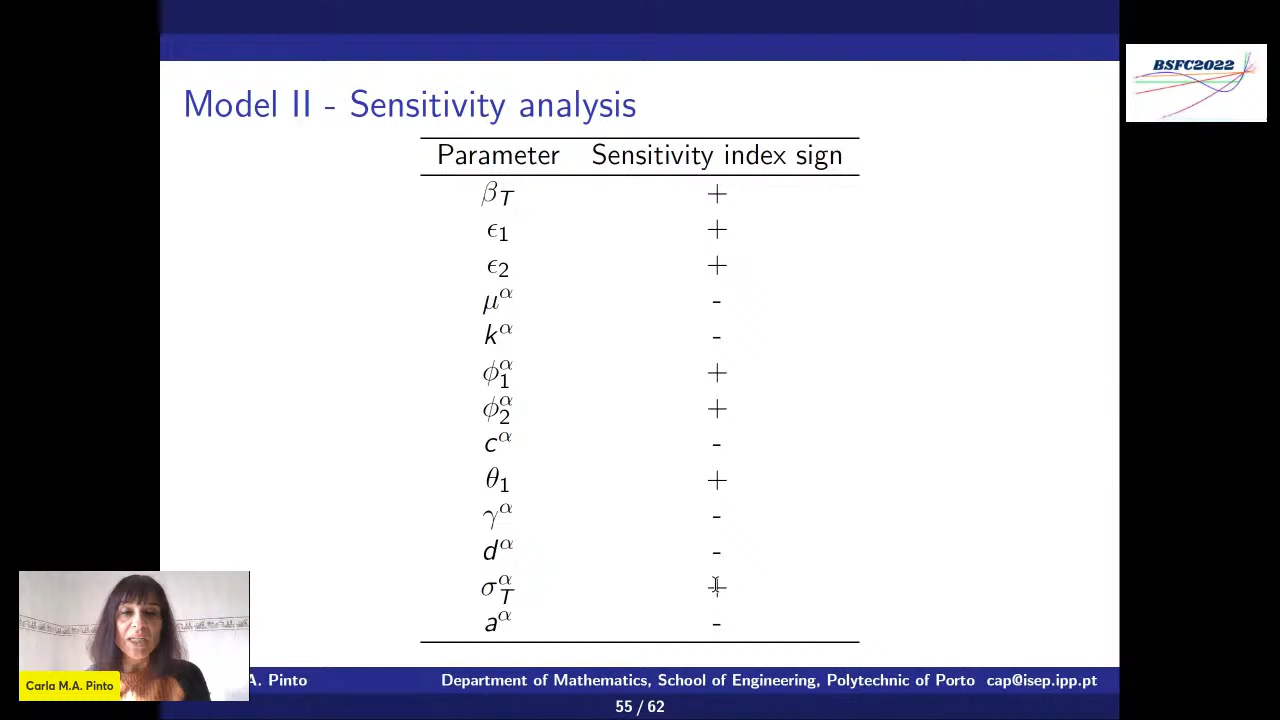 BSFC2022
Model II - Sensitivity analysis
Parameter Sensitivity index sign
β_T +
ϵ_1 +
ϵ_2 +
μ^α -
k^α -
ϕ_1^α +
ϕ_2^α +
c^α -
θ_1 +
γ^α -
d^α -
σ_T^α +
a^α -
Carla M.A. Pinto
A. Pinto Department of Mathematics, School of Engineering, Polytechnic of Porto cap@isep.ipp.pt
55 / 62